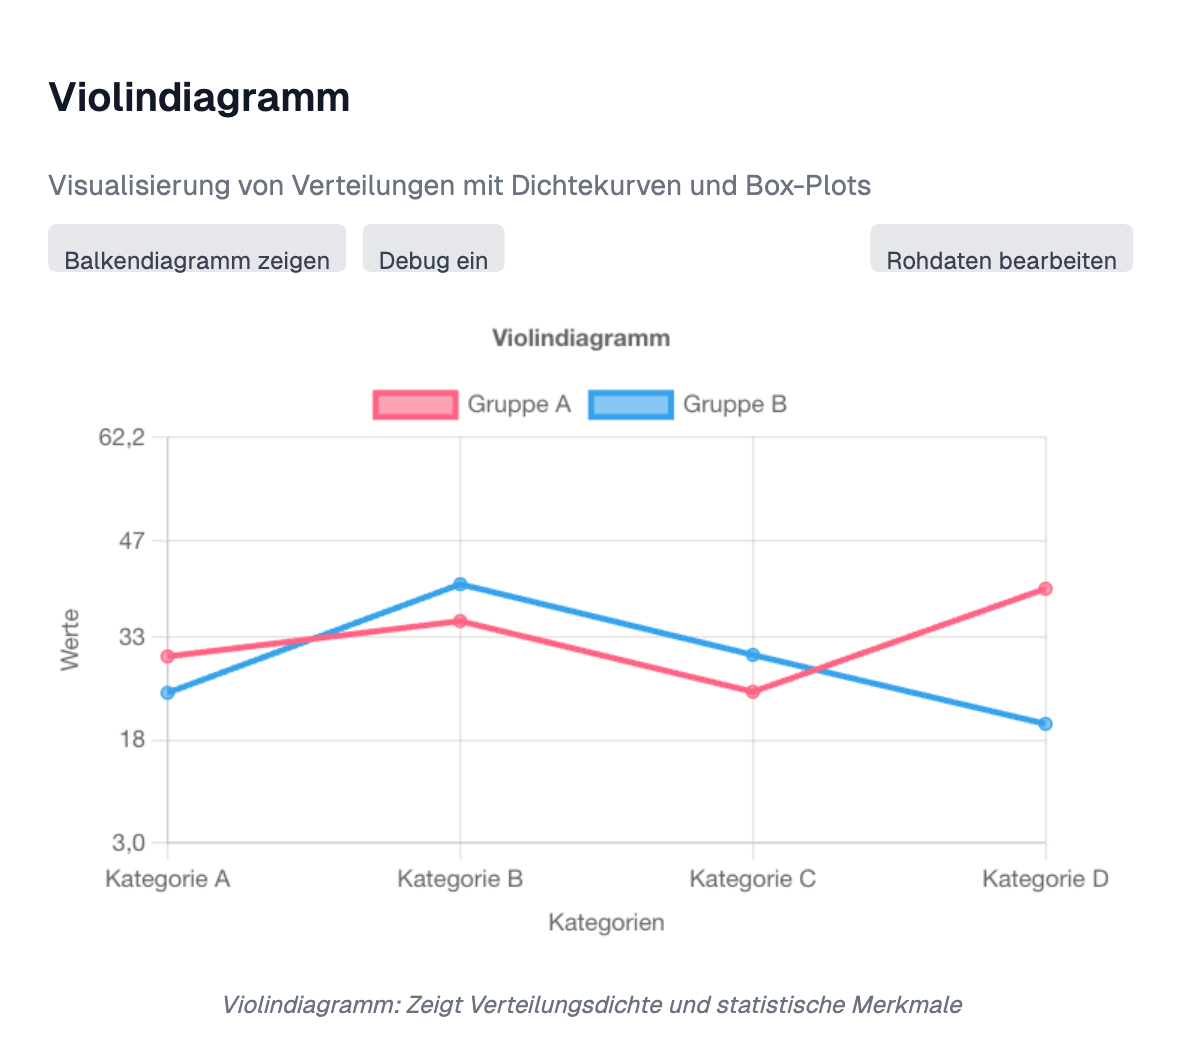 Violindiagramm
Visualisierung von Verteilungen mit Dichtekurven und Box-Plots
Balkendiagramm zeigen
Debug ein
Rohdaten bearbeiten
Violindiagramm
Gruppe A
Gruppe B
62,2
47
33
18
3,0
Werte
Kategorie A
Kategorie B
Kategorie C
Kategorie D
Kategorien
Violindiagramm: Zeigt Verteilungsdichte und statistische Merkmale